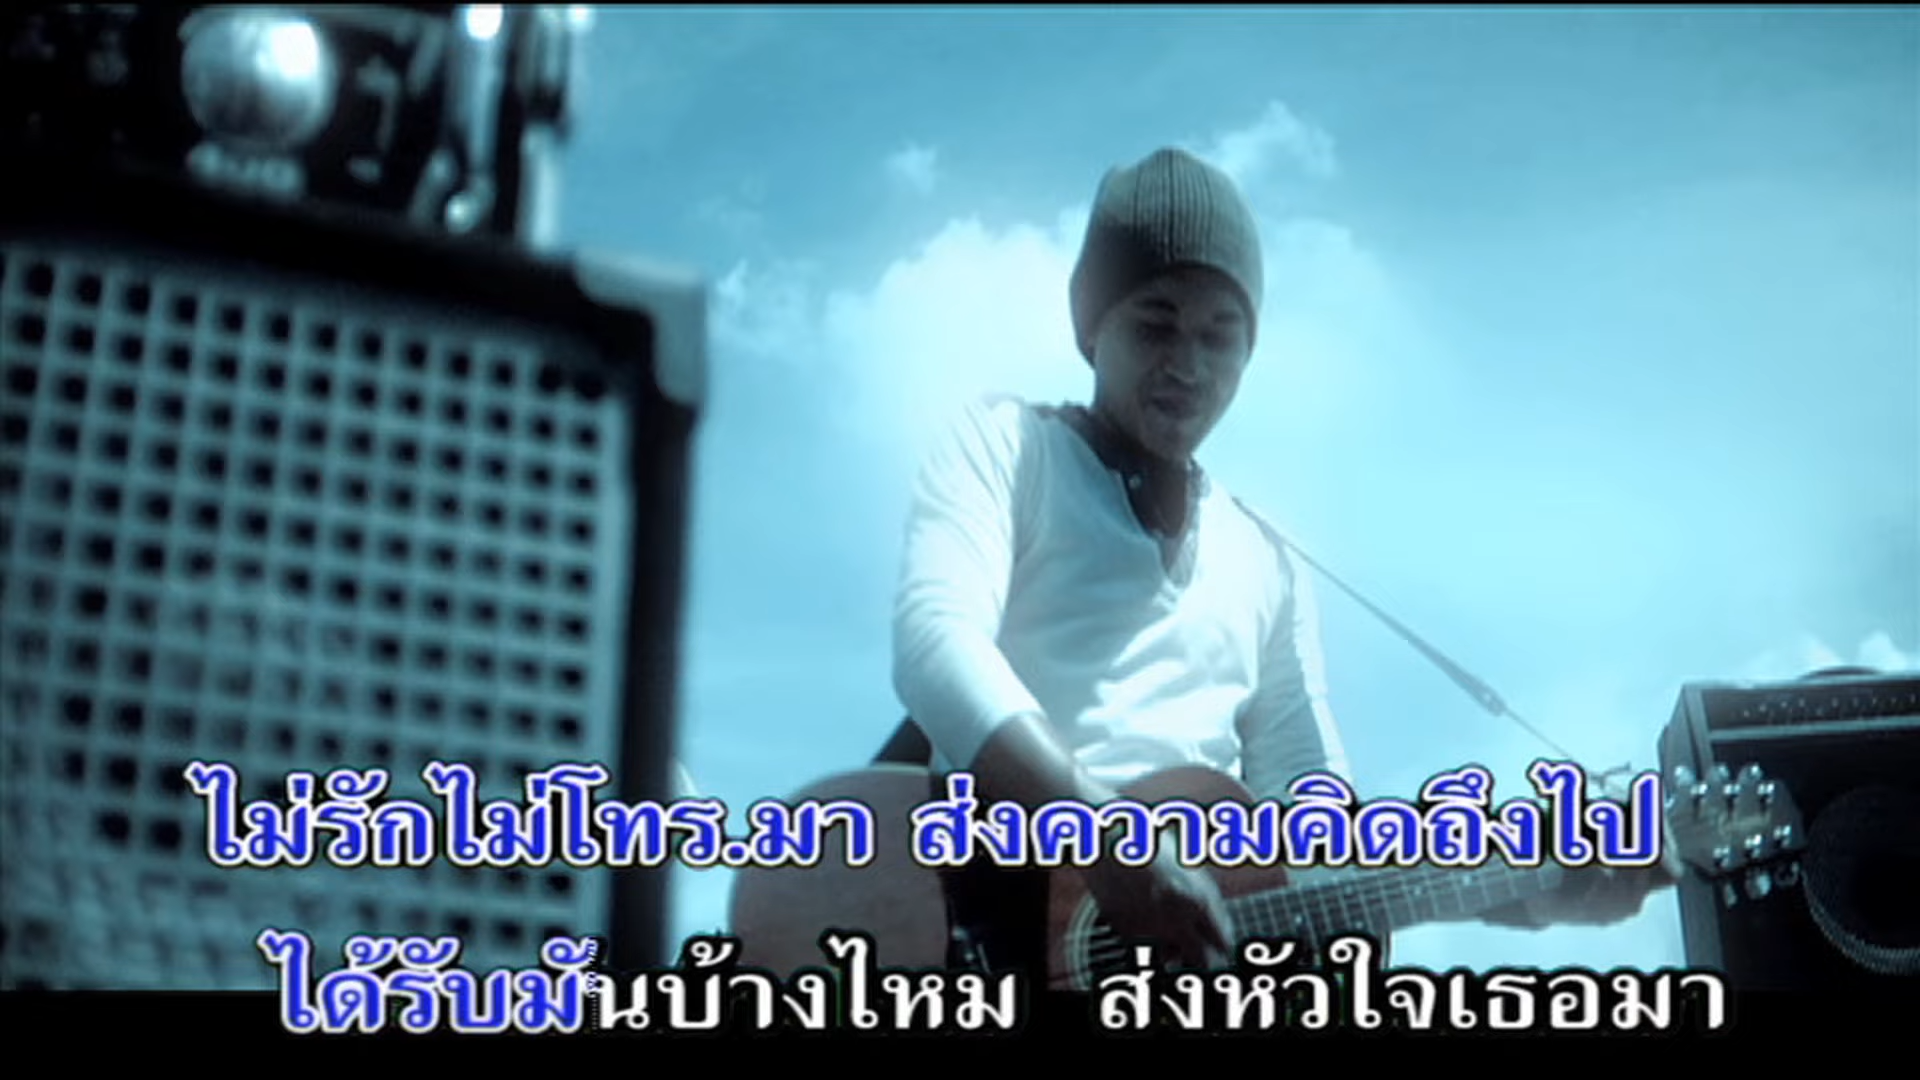 ไม่รักไม่โทร.มา ส่งความคิดถึงไป
ได้รับมันบ้างไหม ส่งหัวใจเธอมา